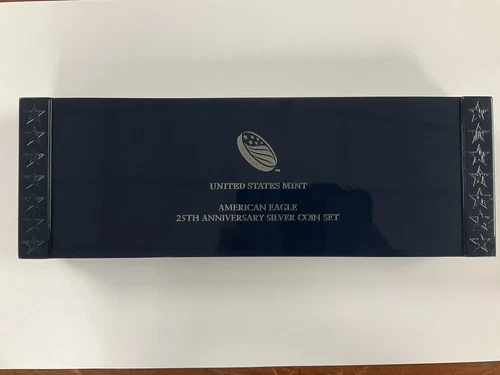 UNITED STATES MINT
AMERICAN EAGLE
25TH ANNIVERSARY SILVER COIN SET